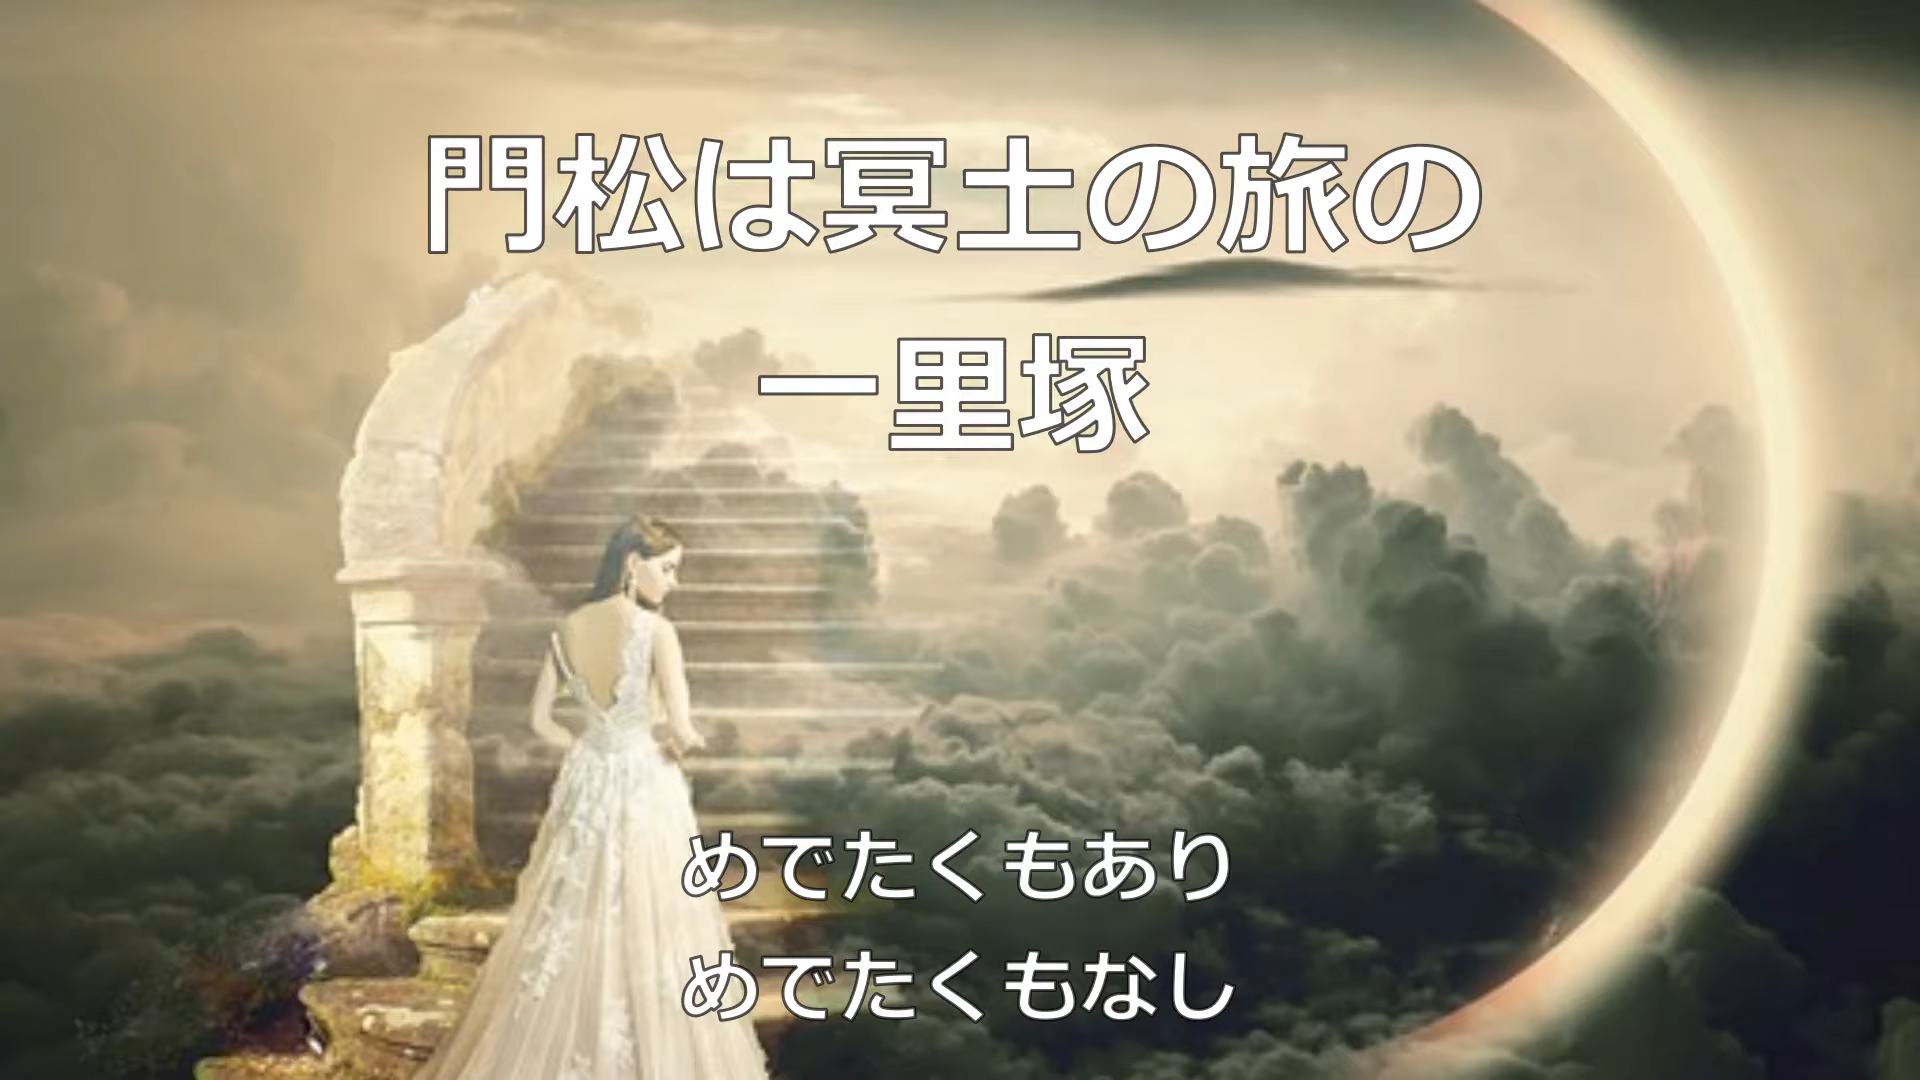 門松は冥土の旅の
一里塚
めでたくもあり
めでたくもなし